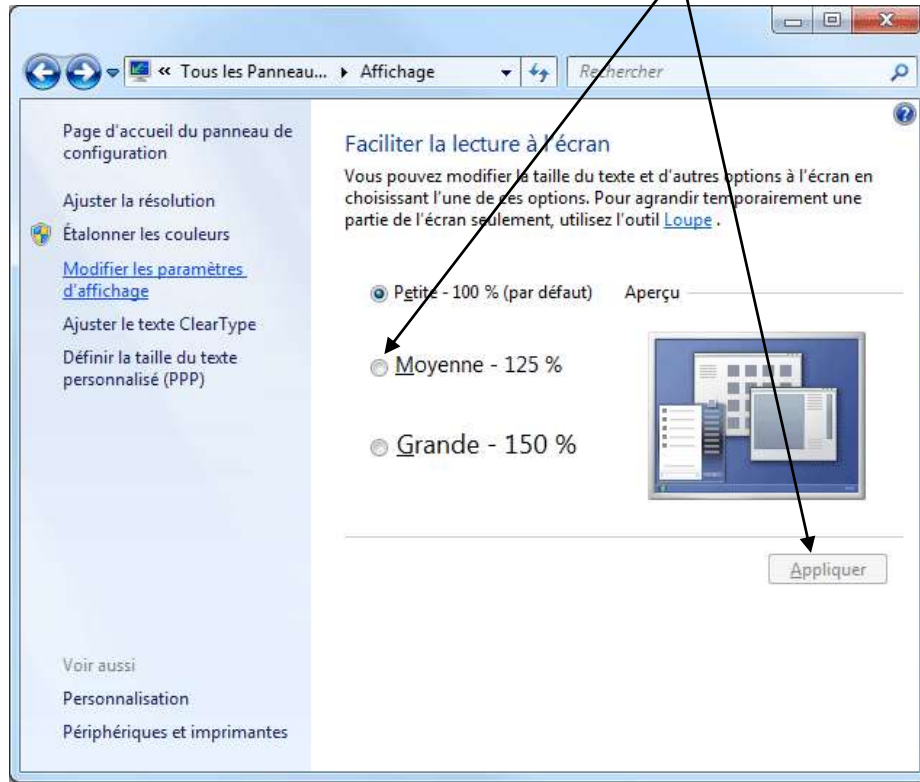 « Tous les Panneau... ▸ Affichage
Rechercher
Page d'accueil du panneau de
configuration
Ajuster la résolution
Étalonner les couleurs
Modifier les paramètres
d'affichage
Ajuster le texte ClearType
Définir la taille du texte
personnalisé (PPP)
Voir aussi
Personnalisation
Périphériques et imprimantes
Faciliter la lecture à l'écran
Vous pouvez modifier la taille du texte et d'autres options à l'écran en
choisissant l'une de ces options. Pour agrandir temporairement une
partie de l'écran seulement, utilisez l'outil Loupe .
Petite - 100 % (par défaut)
Aperçu
Moyenne - 125 %
Grande - 150 %
Appliquer